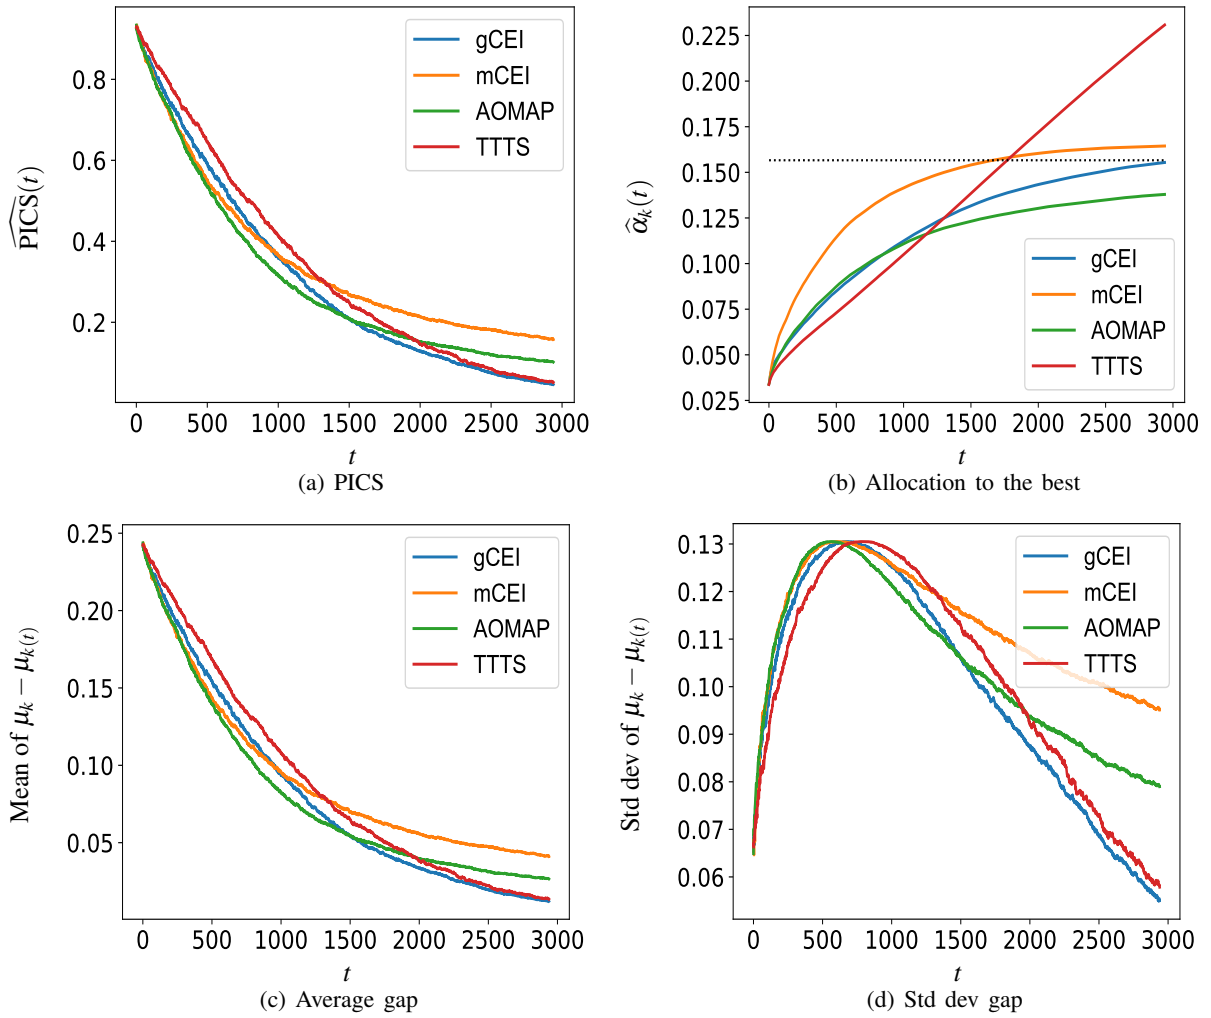 0.8
0.6
0.4
0.2
PICS(t)
gCEI
mCEI
AOMAP
TTTS
0 500 1000 1500 2000 2500 3000
t
(a) PICS
0.225
0.200
0.175
0.150
0.125
0.100
0.075
0.050
0.025
α̂ₖ(t)
gCEI
mCEI
AOMAP
TTTS
0 500 1000 1500 2000 2500 3000
t
(b) Allocation to the best
0.25
0.20
0.15
0.10
0.05
Mean of μₖ − μₖ₍ₜ₎
gCEI
mCEI
AOMAP
TTTS
0 500 1000 1500 2000 2500 3000
t
(c) Average gap
0.13
0.12
0.11
0.10
0.09
0.08
0.07
0.06
Std dev of μₖ − μₖ₍ₜ₎
gCEI
mCEI
AOMAP
TTTS
0 500 1000 1500 2000 2500 3000
t
(d) Std dev gap